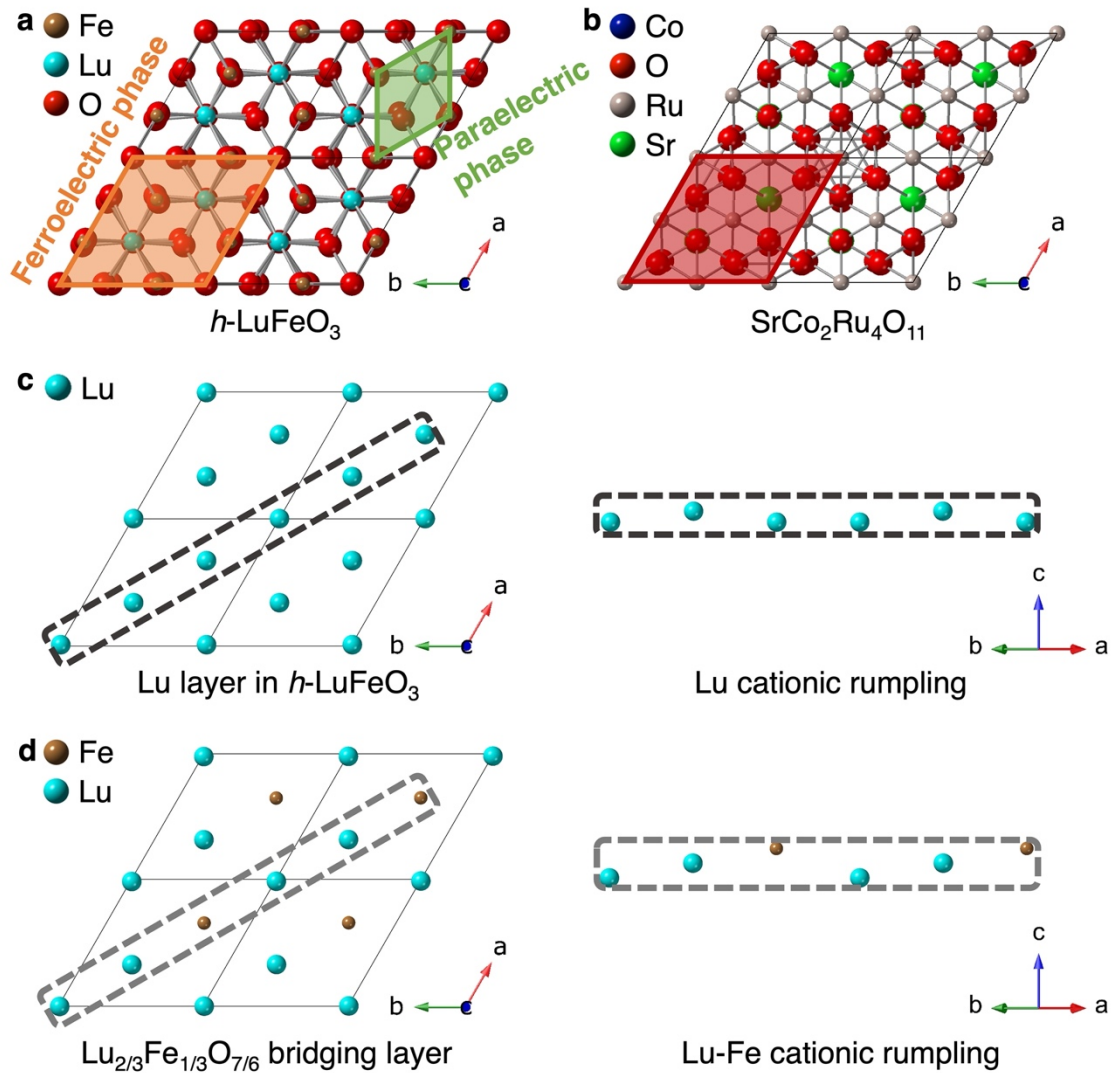 a
Fe
Lu
O
Ferroelectric phase
Paraelectric
phase
a
b
c
h-LuFeO₃
b
Co
O
Ru
Sr
a
b
c
SrCo₂Ru₄O₁₁
c
Lu
a
b
c
Lu layer in h-LuFeO₃
c
b
a
Lu cationic rumpling
d
Fe
Lu
a
b
c
Lu₂/₃Fe₁/₃O₇/₆ bridging layer
c
b
a
Lu-Fe cationic rumpling